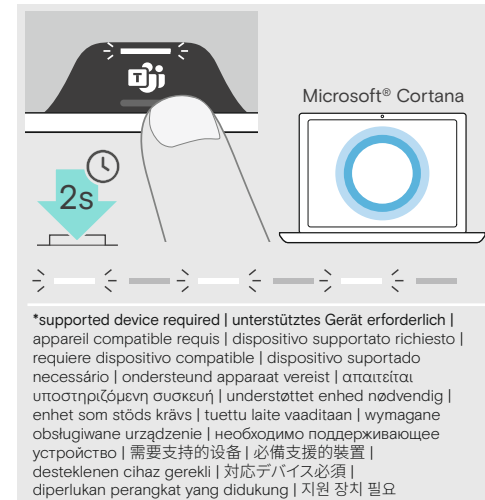 Microsoft® Cortana
2s
*supported device required | unterstütztes Gerät erforderlich |
appareil compatible requis | dispositivo supportato richiesto |
requiere dispositivo compatible | dispositivo suportado
necessário | ondersteund apparaat vereist | απαιτείται
υποστηριζόμενη συσκευή | understøttet enhed nødvendig |
enhet som stöds krävs | tuettu laite vaaditaan | wymagane
obsługiwane urządzenie | необходимо поддерживающее
устройство | 需要支持的设备 | 必備支援的裝置 |
desteklenen cihaz gerekli | 対応デバイス必須 |
diperlukan perangkat yang didukung | 지원 장치 필요